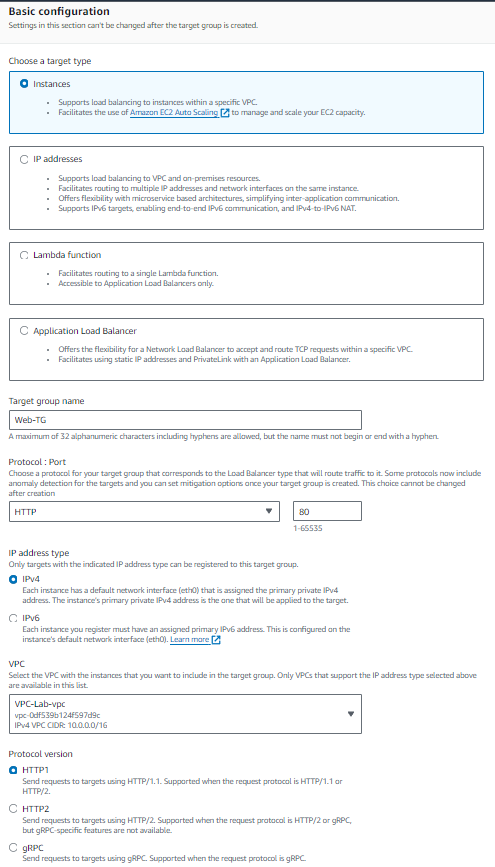 Basic configuration
Settings in this section can't be changed after the target group is created.
Choose a target type
Instances
• Supports load balancing to instances within a specific VPC.
• Facilitates the use of Amazon EC2 Auto Scaling to manage and scale your EC2 capacity.
IP addresses
• Supports load balancing to VPC and on-premises resources.
• Facilitates routing to multiple IP addresses and network interfaces on the same instance.
• Offers flexibility with microservice based architectures, simplifying inter-application communication.
• Supports IPv6 targets, enabling end-to-end IPv6 communication, and IPv4-to-IPv6 NAT.
Lambda function
• Facilitates routing to a single Lambda function.
• Accessible to Application Load Balancers only.
Application Load Balancer
• Offers the flexibility for a Network Load Balancer to accept and route TCP requests within a specific VPC.
• Facilitates using static IP addresses and PrivateLink with an Application Load Balancer.
Target group name
Web-TG
A maximum of 32 alphanumeric characters including hyphens are allowed, but the name must not begin or end with a hyphen.
Protocol : Port
Choose a protocol for your target group that corresponds to the Load Balancer type that will route traffic to it. Some protocols now include
anomaly detection for the targets and you can set mitigation options once your target group is created. This choice cannot be changed
after creation
HTTP
80
1-65535
IP address type
Only targets with the indicated IP address type can be registered to this target group.
IPv4
Each instance has a default network interface (eth0) that is assigned the primary private IPv4
address. The instance's primary private IPv4 address is the one that will be applied to the target.
IPv6
Each instance you register must have an assigned primary IPv6 address. This is configured on the
instance's default network interface (eth0). Learn more
VPC
Select the VPC with the instances that you want to include in the target group. Only VPCs that support the IP address type selected above
are available in this list.
VPC-Lab-vpc
vpc-0df539b124f597d9c
IPv4 VPC CIDR: 10.0.0.0/16
Protocol version
HTTP1
Send requests to targets using HTTP/1.1. Supported when the request protocol is HTTP/1.1 or
HTTP/2.
HTTP2
Send requests to targets using HTTP/2. Supported when the request protocol is HTTP/2 or gRPC,
but gRPC-specific features are not available.
gRPC
Send requests to targets using gRPC. Supported when the request protocol is gRPC.